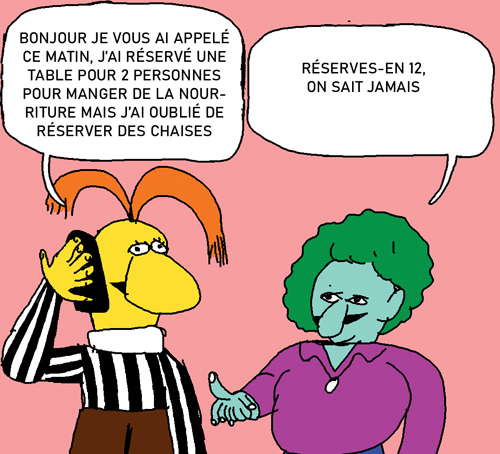 BONJOUR JE VOUS AI APPELÉ
CE MATIN, J'AI RÉSERVÉ UNE
TABLE POUR 2 PERSONNES
POUR MANGER DE LA NOUR-
RITURE MAIS J'AI OUBLIÉ DE
RÉSERVER DES CHAISES
RÉSERVES-EN 12,
ON SAIT JAMAIS